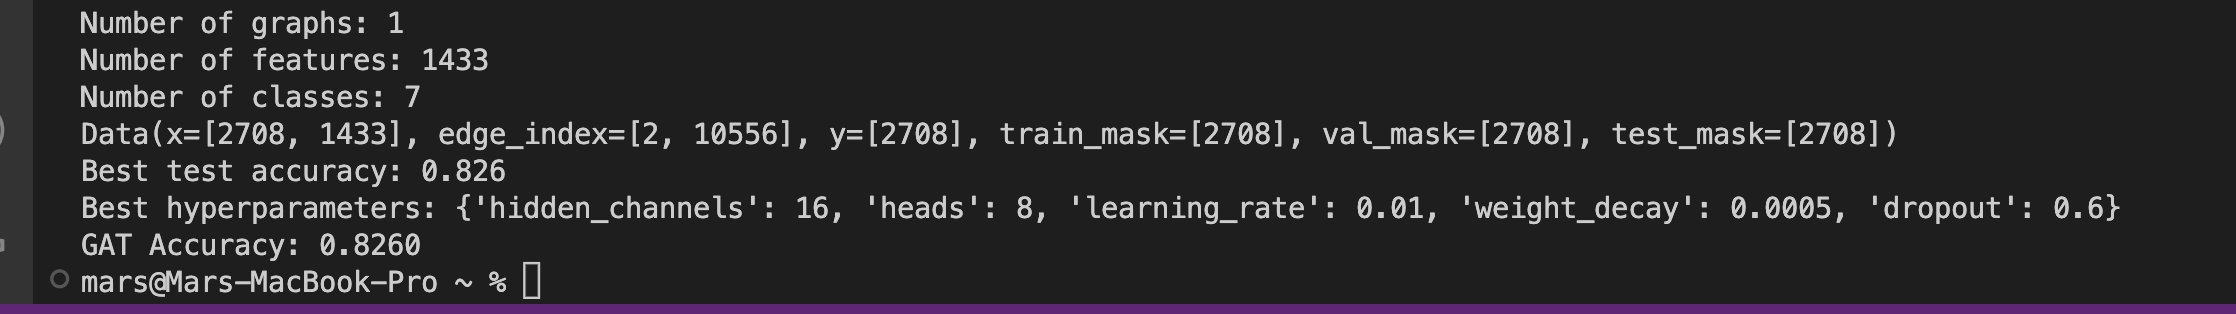 Number of graphs: 1
Number of features: 1433
Number of classes: 7
Data(x=[2708, 1433], edge_index=[2, 10556], y=[2708], train_mask=[2708], val_mask=[2708], test_mask=[2708])
Best test accuracy: 0.826
Best hyperparameters: {'hidden_channels': 16, 'heads': 8, 'learning_rate': 0.01, 'weight_decay': 0.0005, 'dropout': 0.6}
GAT Accuracy: 0.8260
mars@Mars-MacBook-Pro ~ %